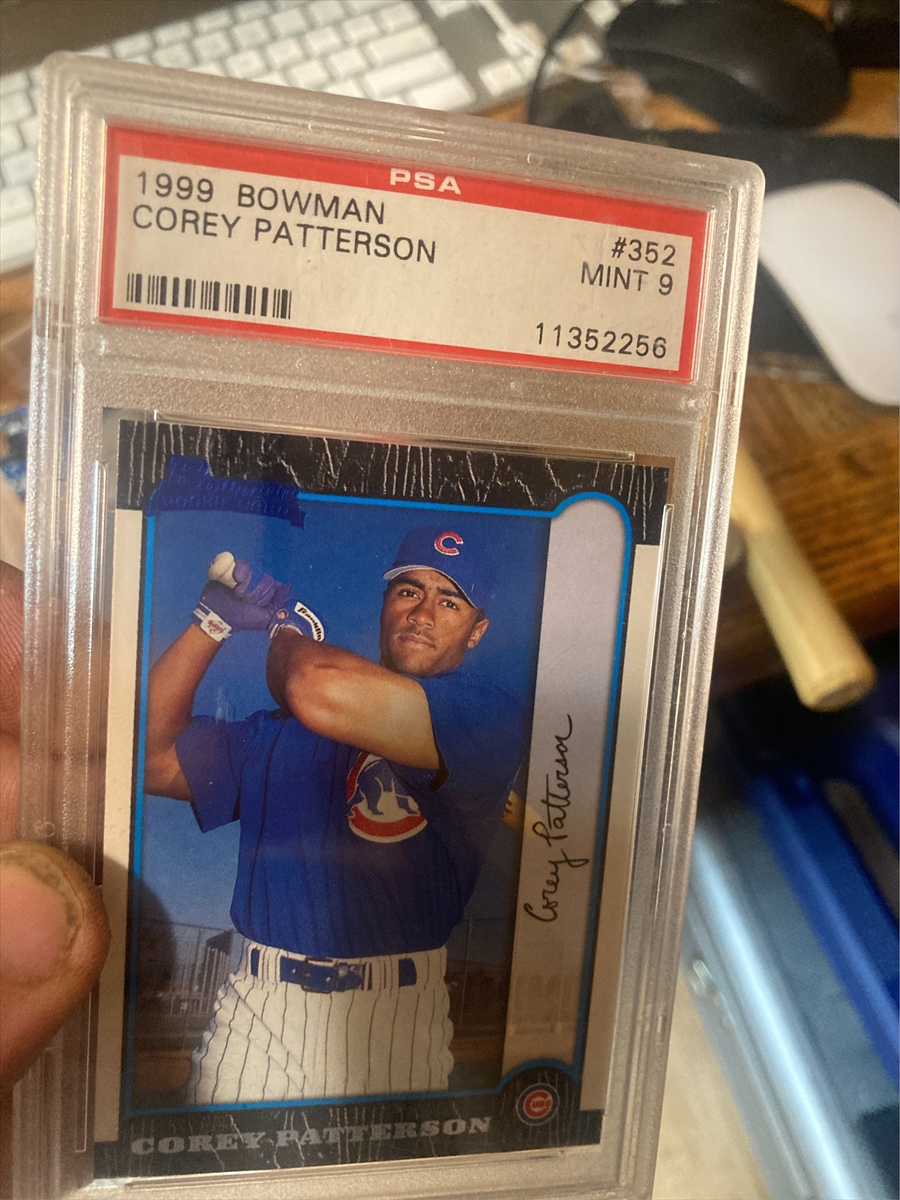 PSA
1999 BOWMAN
COREY PATTERSON
#352
MINT 9
11352256
C
Corey Patterson
COREY PATTERSON